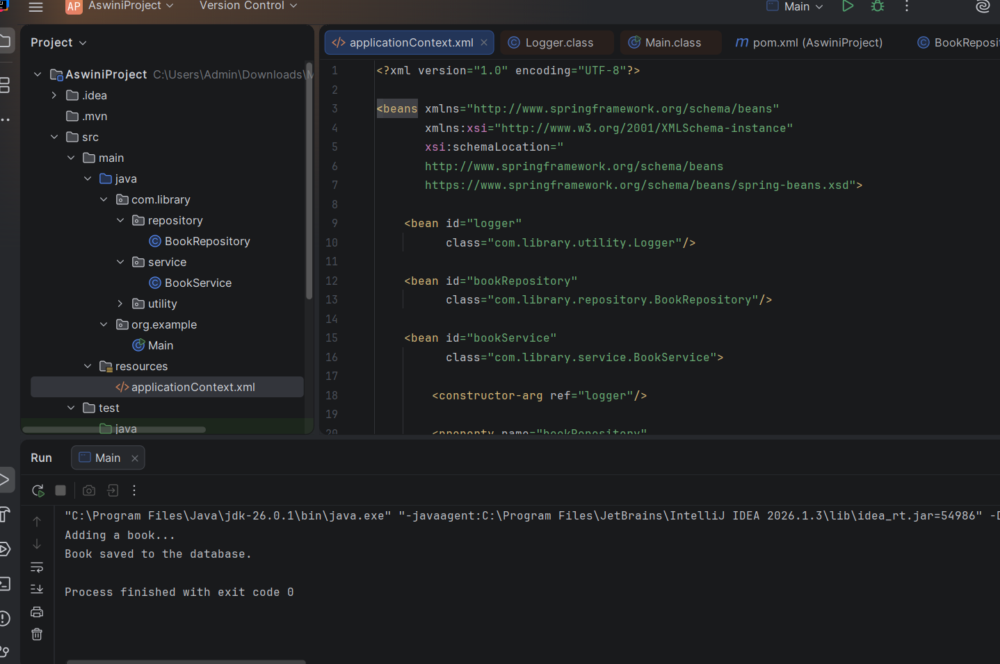 AP AswiniProject Version Control Main
Project
AswiniProject C:\Users\Admin\Downloads\
.idea
.mvn
src
main
java
com.library
repository
BookRepository
service
BookService
utility
org.example
Main
resources
applicationContext.xml
test
java
applicationContext.xml Logger.class Main.class m pom.xml (AswiniProject) BookReposi
1 <?xml version="1.0" encoding="UTF-8"?>
2
3 <beans xmlns="http://www.springframework.org/schema/beans"
4 xmlns:xsi="http://www.w3.org/2001/XMLSchema-instance"
5 xsi:schemaLocation="
6 http://www.springframework.org/schema/beans
7 https://www.springframework.org/schema/beans/spring-beans.xsd">
8
9 <bean id="logger"
10 class="com.library.utility.Logger"/>
11
12 <bean id="bookRepository"
13 class="com.library.repository.BookRepository"/>
14
15 <bean id="bookService"
16 class="com.library.service.BookService">
17
18 <constructor-arg ref="logger"/>
19
20 <property name="bookRepository"
Run Main
"C:\Program Files\Java\jdk-26.0.1\bin\java.exe" "-javaagent:C:\Program Files\JetBrains\IntelliJ IDEA 2026.1.3\lib\idea_rt.jar=54986" -D
Adding a book...
Book saved to the database.
Process finished with exit code 0